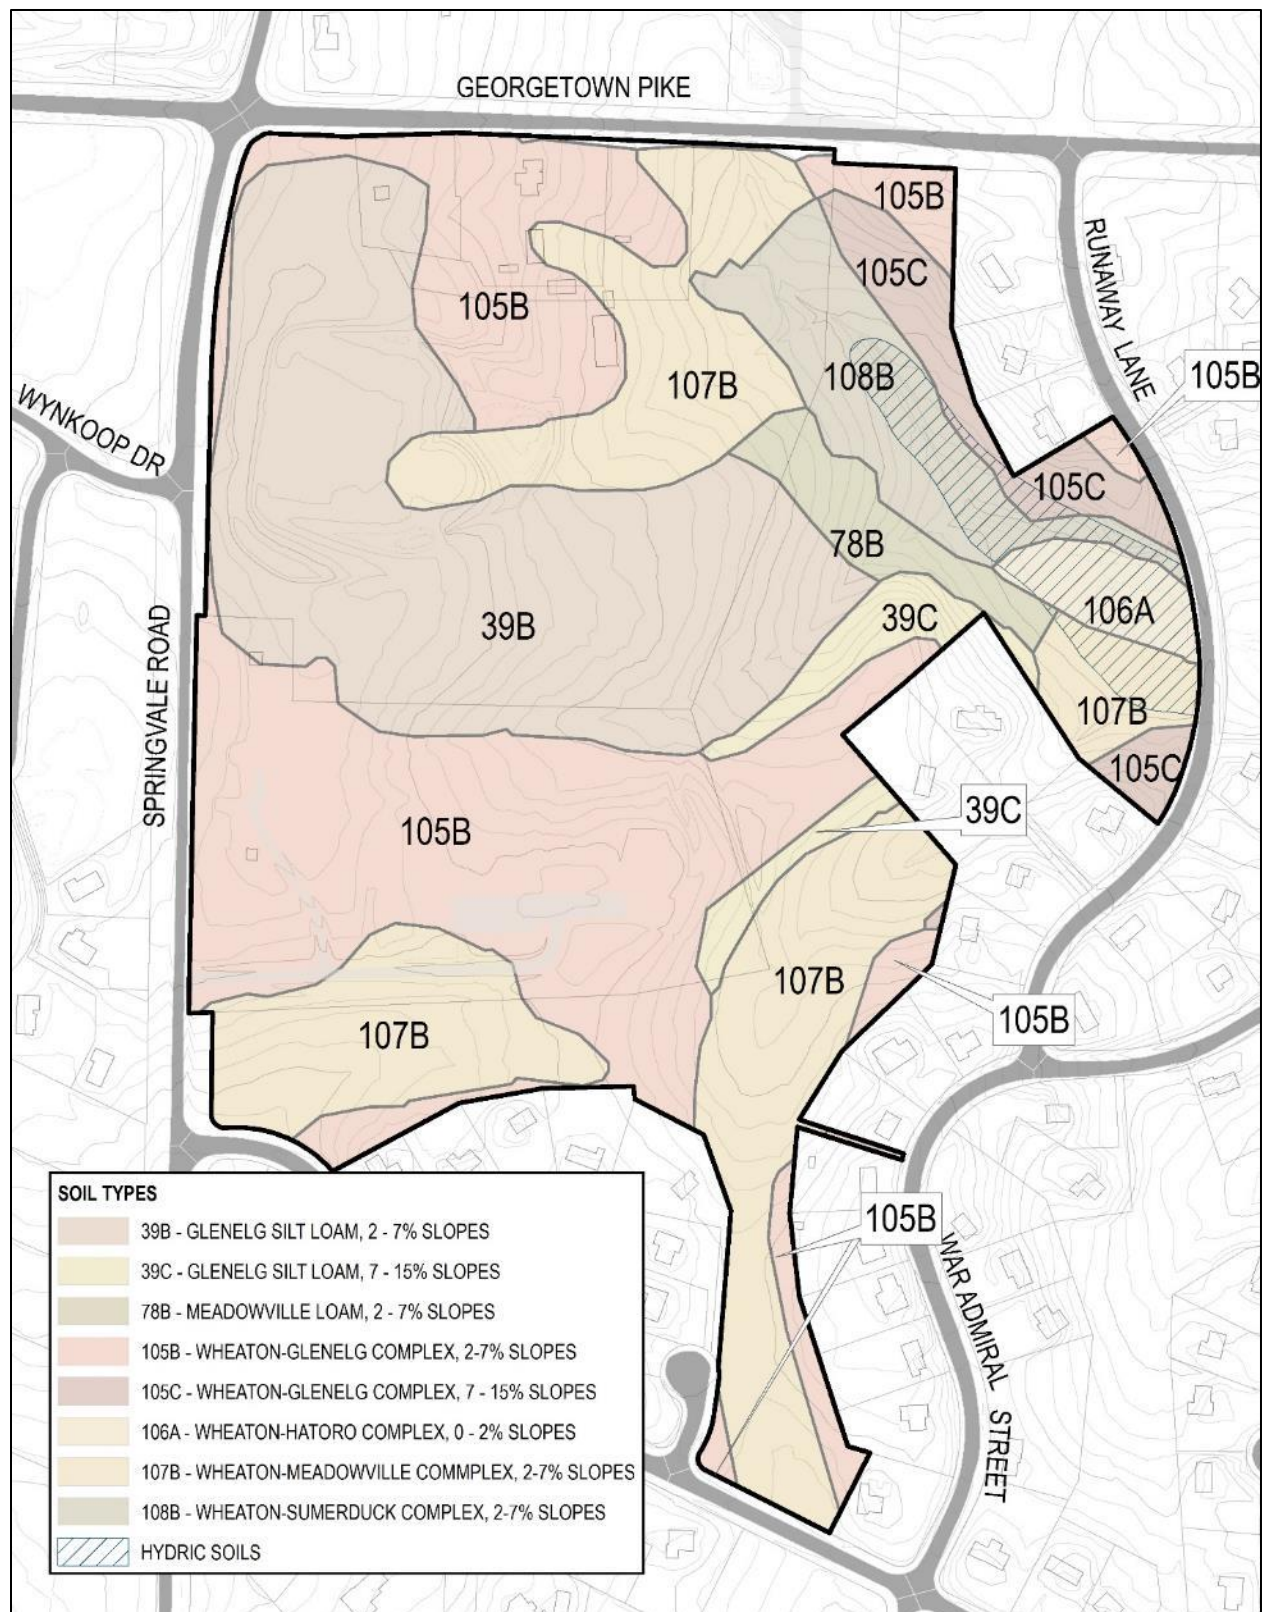 GEORGETOWN PIKE
105B
RUNAWAY LANE
105C
105B
105B
107B
108B
WYNKOOP DR
105C
78B
39B
39C
106A
SPRINGVALE ROAD
107B
105C
39C
105B
107B
105B
107B
105B
WAR ADMIRAL STREET
SOIL TYPES
39B - GLENELG SILT LOAM, 2 - 7% SLOPES
39C - GLENELG SILT LOAM, 7 - 15% SLOPES
78B - MEADOWVILLE LOAM, 2 - 7% SLOPES
105B - WHEATON-GLENELG COMPLEX, 2-7% SLOPES
105C - WHEATON-GLENELG COMPLEX, 7 - 15% SLOPES
106A - WHEATON-HATORO COMPLEX, 0 - 2% SLOPES
107B - WHEATON-MEADOWVILLE COMMPLEX, 2-7% SLOPES
108B - WHEATON-SUMERDUCK COMPLEX, 2-7% SLOPES
HYDRIC SOILS